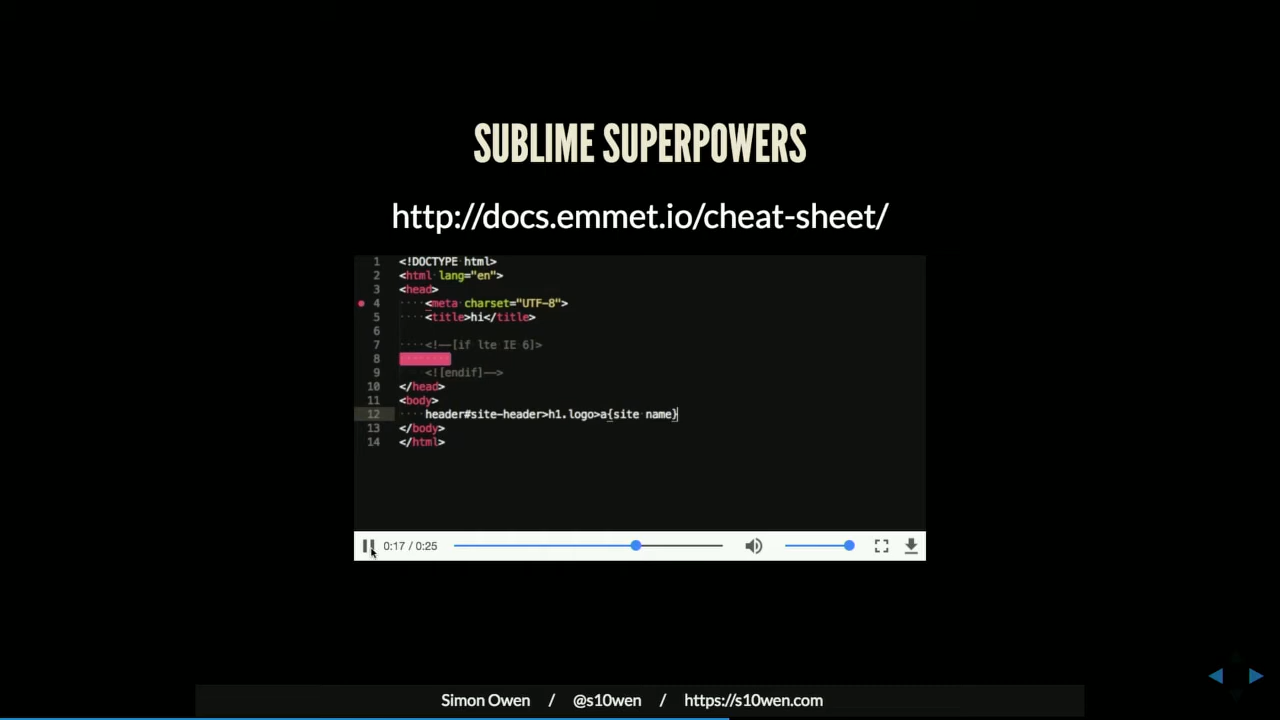 SUBLIME SUPERPOWERS
http://docs.emmet.io/cheat-sheet/
1 <!DOCTYPE html>
2 <html lang="en">
3 <head>
4 <meta charset="UTF-8">
5 <title>hi</title>
6
7 <!--[if lte IE 6]>
8
9 <![endif]-->
10 </head>
11 <body>
12 header#site-header>h1.logo>a{site name}
13 </body>
14 </html>
0:17 / 0:25
Simon Owen / @s10wen / https://s10wen.com